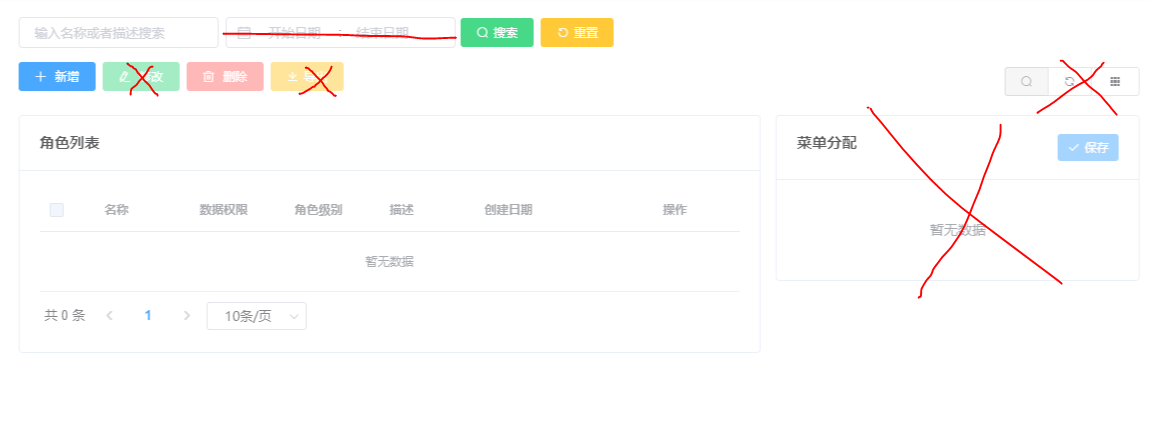 输入名称或者描述搜索 开始日期 : 结束日期 搜索 重置
新增 改 删除 导
角色列表
名称 数据权限 角色级别 描述 创建日期 操作
暂无数据
共 0 条 1 10条/页
菜单分配 保存
暂无数据